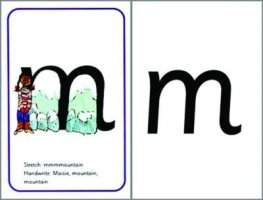 m
m
Stretch: mmmmountain
Handwrite: Maisie, mountain,
mountain